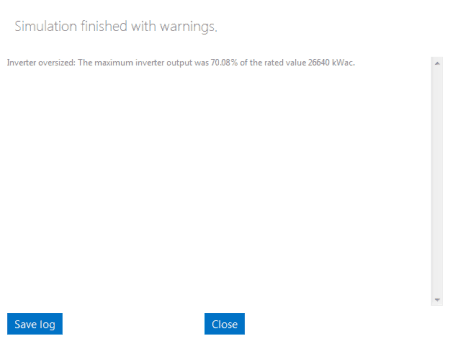 Simulation finished with warnings.
Inverter oversized: The maximum inverter output was 70.08% of the rated value 26640 kWac.
Save log
Close